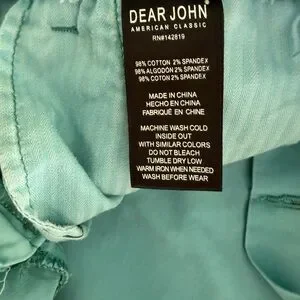 DEAR JOHN®
AMERICAN CLASSIC
RN#142819
98% COTTON 2% SPANDEX
98% ALGODÓN 2% SPANDEX
98% COTON 2% SPANDEX
MADE IN CHINA
HECHO EN CHINA
FABRIQUÉ EN CHINE
MACHINE WASH COLD
INSIDE OUT
WITH SIMILAR COLORS
DO NOT BLEACH
TUMBLE DRY LOW
WARM IRON WHEN NEEDED
WASH BEFORE WEAR